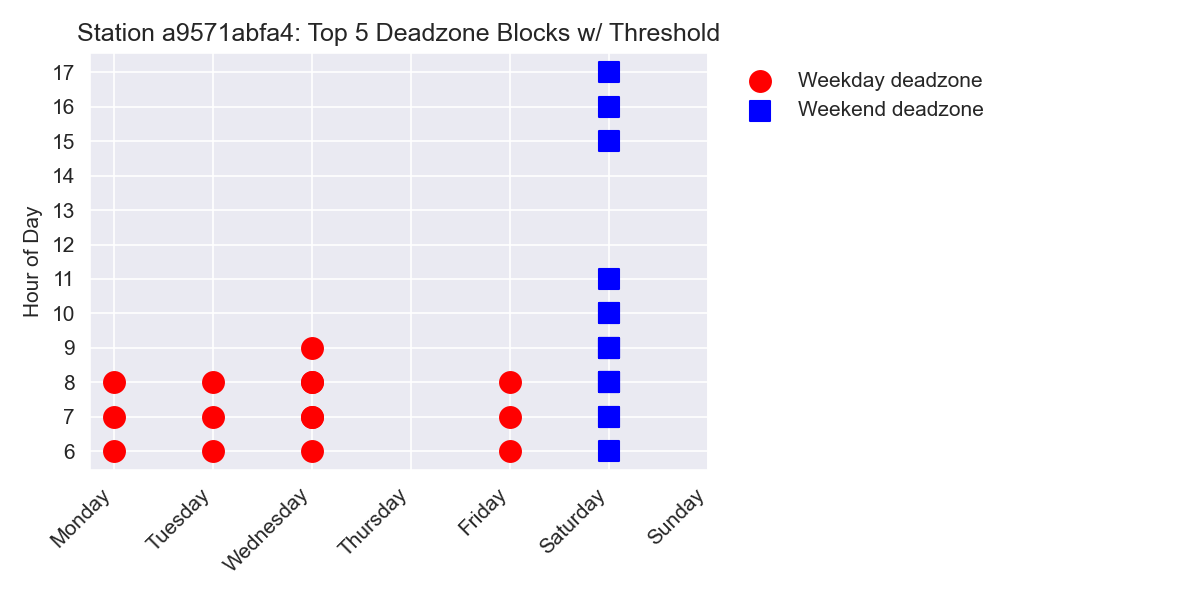 Station a9571abfa4: Top 5 Deadzone Blocks w/ Threshold
Weekday deadzone
Weekend deadzone
Hour of Day
17
16
15
14
13
12
11
10
9
8
7
6
Monday
Tuesday
Wednesday
Thursday
Friday
Saturday
Sunday